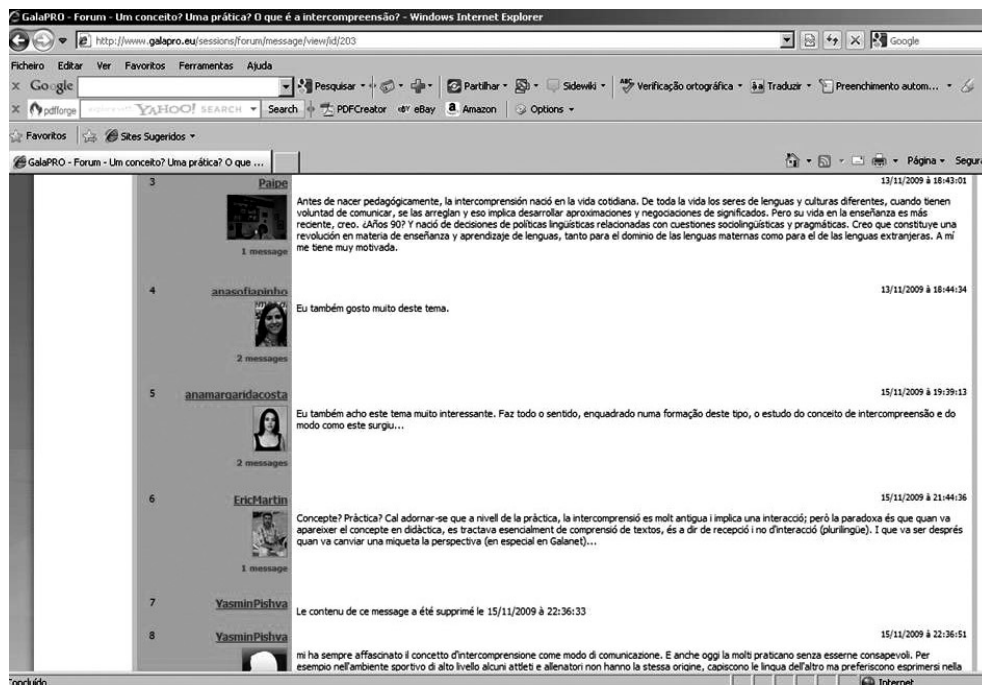 GalaPRO - Forum - Um conceito? Uma prática? O que é a intercompreensão? - Windows Internet Explorer
http://www.galapro.eu/sessions/forum/message/view/id/203
Google
Ficheiro Editar Ver Favoritos Ferramentas Ajuda
x Google Pesquisar Partilhar Sidewiki Verificação ortográfica Traduzir Preenchimento autom...
x pdfforge YAHOO! SEARCH Search PDFCreator eBay Amazon Options
Favoritos Sites Sugeridos
GalaPRO - Forum - Um conceito? Uma prática? O que ... Página Segura
3 Paipe 13/11/2009 à 18:43:01
Antes de nacer pedagógicamente, la intercomprensión nació en la vida cotidiana. De toda la vida los seres de lenguas y culturas diferentes, cuando tienen
voluntad de comunicar, se las arreglan y eso implica desarrollar aproximaciones y negociaciones de significados. Pero su vida en la enseñanza es más
reciente, creo. ¿Años 90? Y nació de decisiones de políticas lingüísticas relacionadas con cuestiones sociolingüísticas y pragmáticas. Creo que constituye una
revolución en materia de enseñanza y aprendizaje de lenguas, tanto para el dominio de las lenguas maternas como para el de las lenguas extranjeras. A mí
me tiene muy motivada.
1 message
4 anasofiapinho 13/11/2009 à 18:44:34
Eu também gosto muito deste tema.
2 messages
5 anamargaridacosta 15/11/2009 à 19:39:13
Eu também acho este tema muito interessante. Faz todo o sentido, enquadrado numa formação deste tipo, o estudo do conceito de intercompreensão e do
modo como este surgiu...
2 messages
6 EricMartin 15/11/2009 à 21:44:36
Concepte? Pràctica? Cal adornar-se que a nivell de la pràctica, la intercomprensió es molt antigua i implica una interacció; però la paradoxa és que quan va
apareixer el concepte en didàctica, es tractava esencialment de comprensió de textos, és a dir de recepció i no d'interacció (plurilingüe). I que va ser després
quan va canviar una miqueta la perspectiva (en especial en Galanet)...
1 message
7 YasminPishva Le contenu de ce message a été supprimé le 15/11/2009 à 22:36:33
8 YasminPishva 15/11/2009 à 22:36:51
mi ha sempre affascinato il concetto d'intercomprensione come modo di comunicazione. E anche oggi la molti praticano senza esserne consapevoli. Per
esempio nell'ambiente sportivo di alto livello alcuni attleti e allenatori non hanno la stessa origine, capiscono le lingua dell'altro ma preferiscono esprimersi nella
Concluído Internet